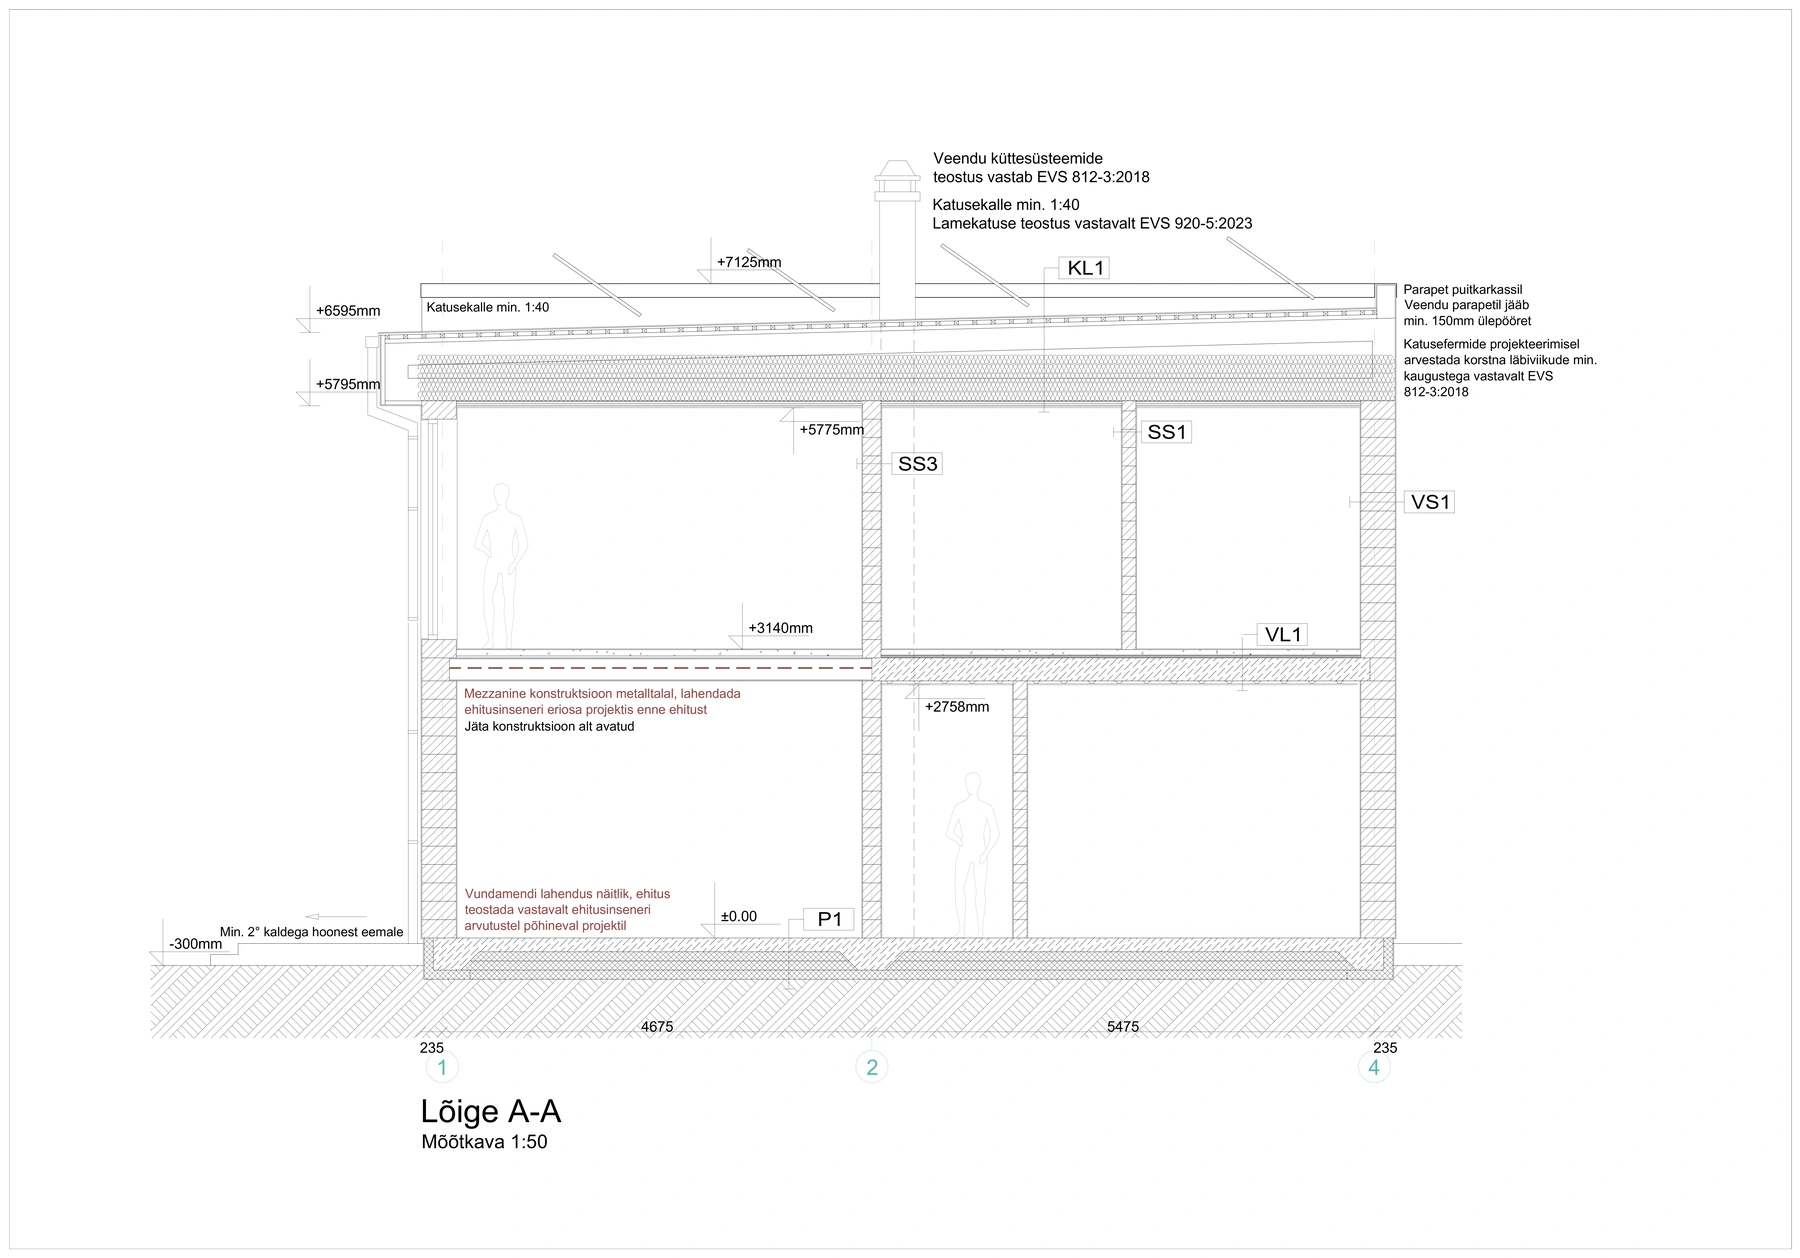 Veendu küttesüsteemide
teostus vastab EVS 812-3:2018
Katusekalle min. 1:40
Lamekatuse teostus vastavalt EVS 920-5:2023
+7125mm
KL1
+6595mm
Katusekalle min. 1:40
Parapet puitkarkassil
Veendu parapetil jääb
min. 150mm ülepööret
Katusefermide projekteerimisel
arvestada korstna läbiviikude min.
kaugustega vastavalt EVS
812-3:2018
+5795mm
+5775mm
SS1
SS3
VS1
+3140mm
VL1
Mezzanine konstruktsioon metalltalal, lahendada
ehitusinseneri eriosa projektis enne ehitust
Jäta konstruktsioon alt avatud
+2758mm
Vundamendi lahendus näitlik, ehitus
teostada vastavalt ehitusinseneri
arvutustel põhineval projektil
±0.00
P1
Min. 2° kaldega hoonest eemale
-300mm
4675
5475
235
235
1
2
4
Lõige A-A
Mõõtkava 1:50